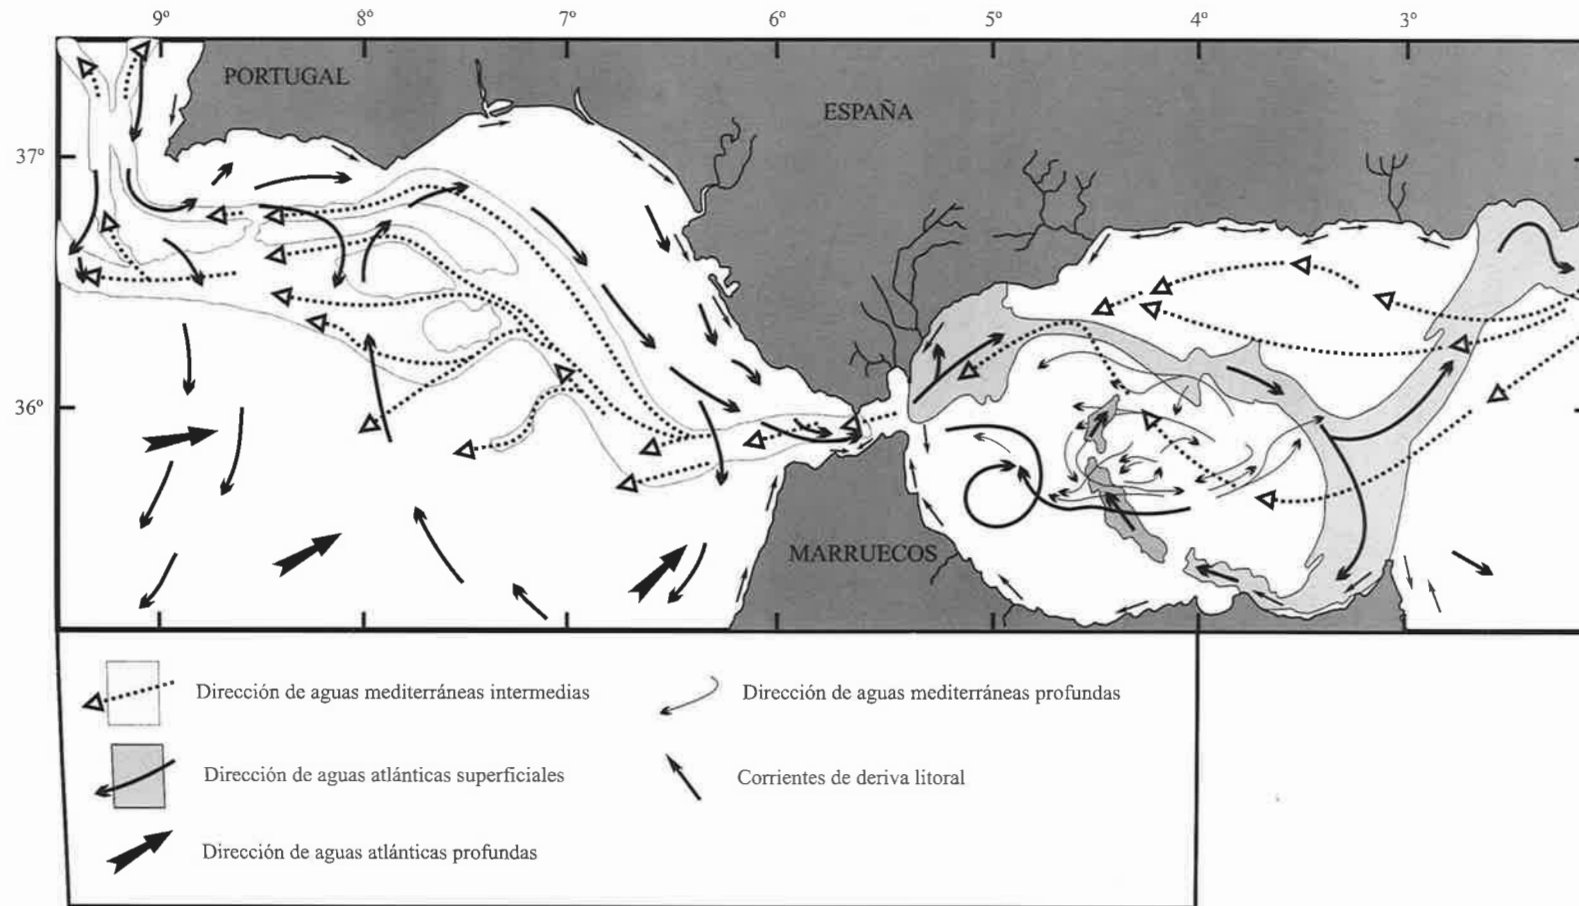 9º 8º 7º 6º 5º 4º 3º
PORTUGAL
ESPAÑA
37º
36º
MARRUECOS
Dirección de aguas mediterráneas intermedias
Dirección de aguas mediterráneas profundas
Dirección de aguas atlánticas superficiales
Corrientes de deriva litoral
Dirección de aguas atlánticas profundas